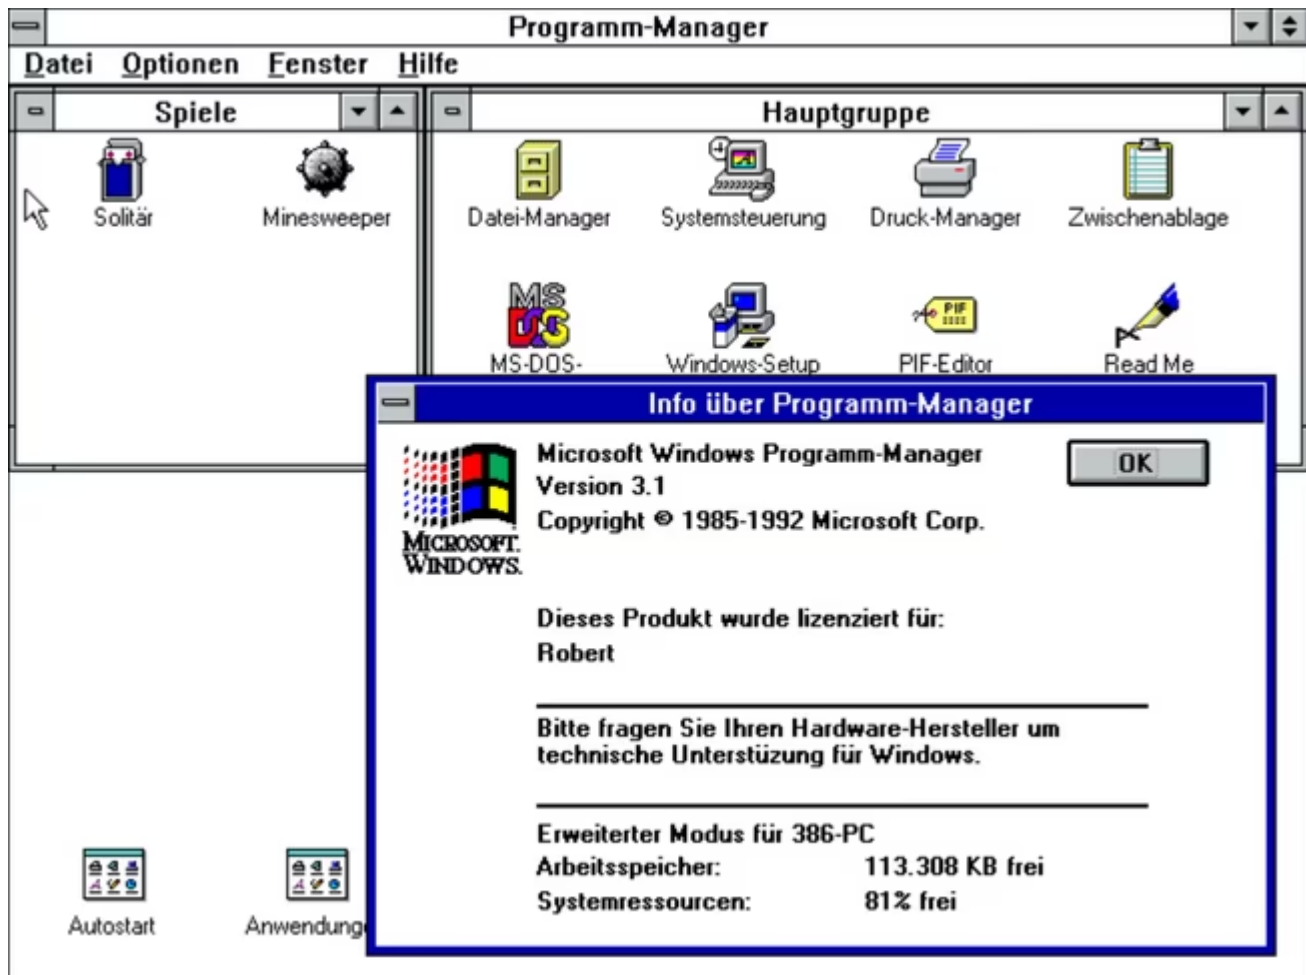 Programm-Manager
Datei Optionen Fenster Hilfe
Spiele
Solitär
Minesweeper
Hauptgruppe
Datei-Manager
Systemsteuerung
Druck-Manager
Zwischenablage
MS
DOS
PIF
MS-DOS-
Windows-Setup
PIF-Editor
Read Me
Info über Programm-Manager
MICROSOFT.
WINDOWS.
Microsoft Windows Programm-Manager
Version 3.1
Copyright © 1985-1992 Microsoft Corp.
OK
Dieses Produkt wurde lizenziert für:
Robert
Bitte fragen Sie Ihren Hardware-Hersteller um
technische Unterstüzung für Windows.
Erweiterter Modus für 386-PC
Arbeitsspeicher: 113.308 KB frei
Systemressourcen: 81% frei
Autostart
Anwendung